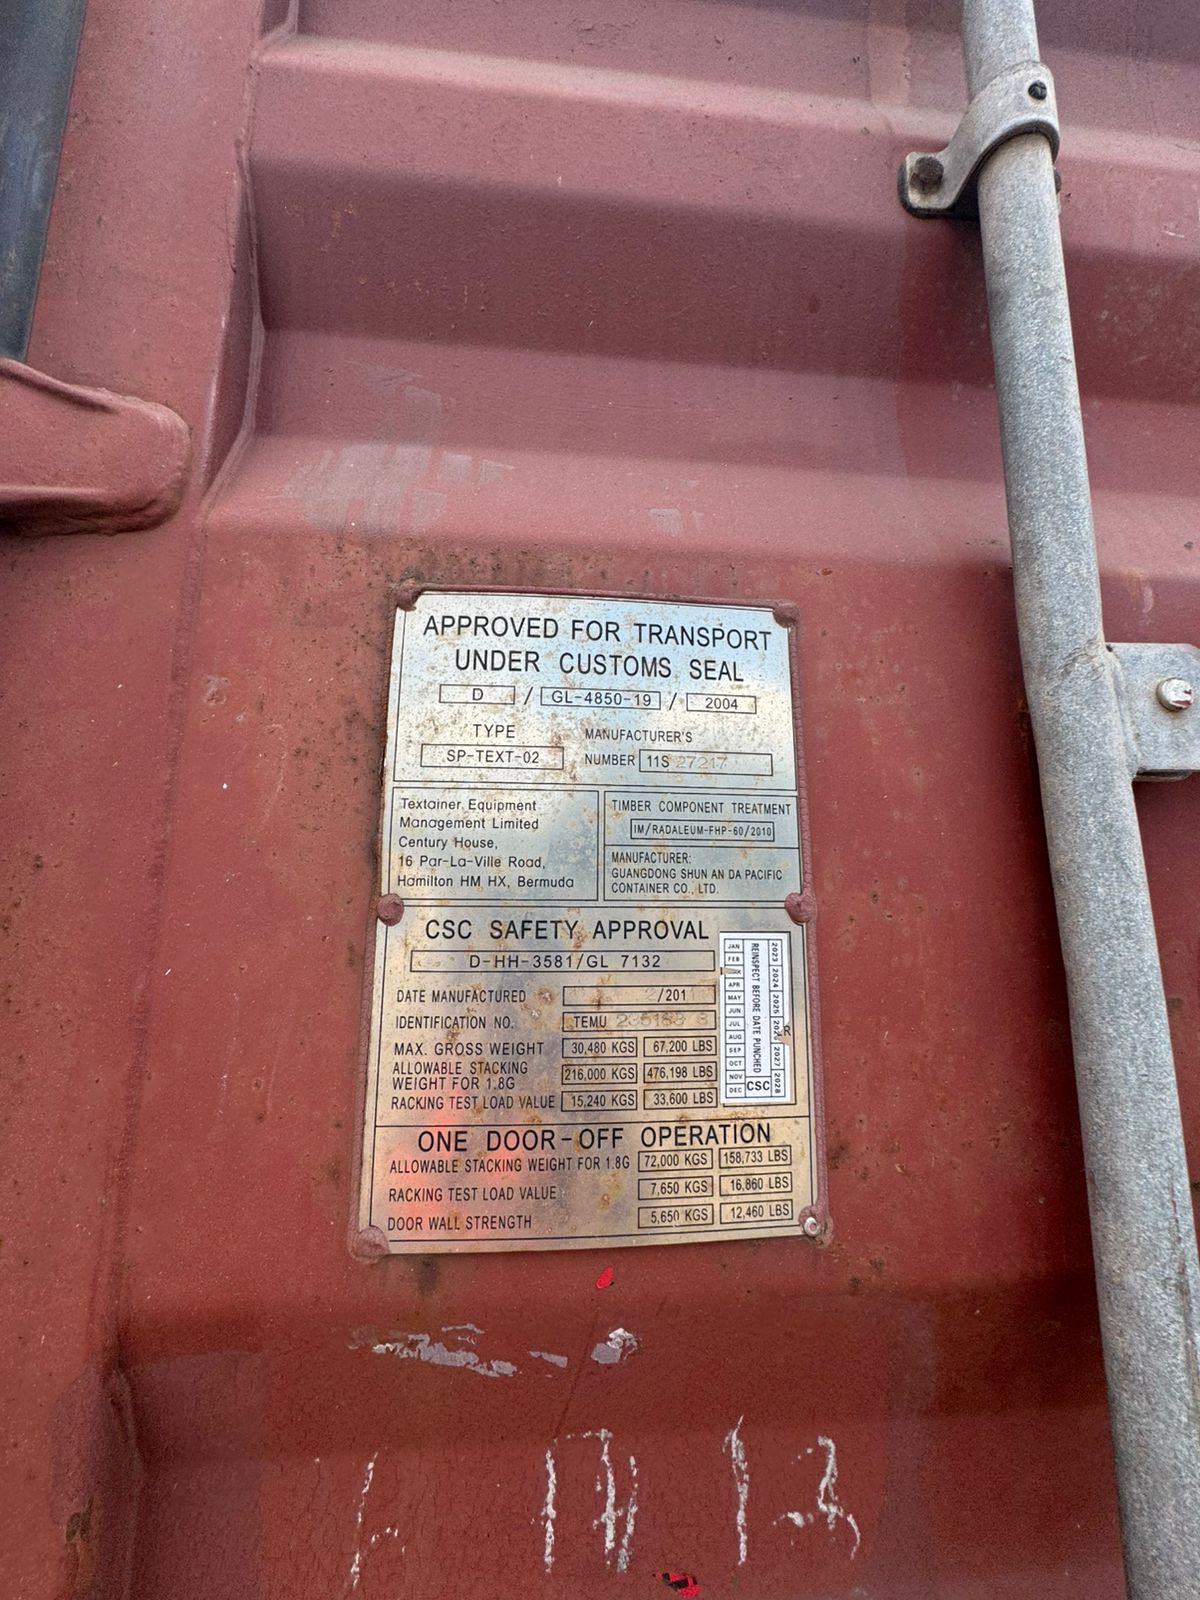 APPROVED FOR TRANSPORT
UNDER CUSTOMS SEAL
D / GL-4850-19 / 2004
TYPE
SP-TEXT-02
MANUFACTURER'S
NUMBER 11S 27217
Textainer Equipment
Management Limited
Century House,
16 Par-La-Ville Road,
Hamilton HM HX, Bermuda
TIMBER COMPONENT TREATMENT
IM/RADALEUM-FHP-60/2010
MANUFACTURER:
GUANGDONG SHUN AN DA PACIFIC
CONTAINER CO., LTD.
CSC SAFETY APPROVAL
D-HH-3581/GL 7132
DATE MANUFACTURED 2/201
IDENTIFICATION NO. TEMU
MAX. GROSS WEIGHT 30,480 KGS 67,200 LBS
ALLOWABLE STACKING
WEIGHT FOR 1.8G 216,000 KGS 476,198 LBS
RACKING TEST LOAD VALUE 15,240 KGS 33,600 LBS
JAN
FEB
APR
MAY
JUN
JUL
AUG
SEP
OCT
NOV
DEC
REINSPECT BEFORE DATE PUNCHED
CSC
2023 2024 2025 2027 2028
R
ONE DOOR-OFF OPERATION
ALLOWABLE STACKING WEIGHT FOR 1.8G 72,000 KGS 158,733 LBS
RACKING TEST LOAD VALUE 7,650 KGS 16,860 LBS
DOOR WALL STRENGTH 5,650 KGS 12,460 LBS